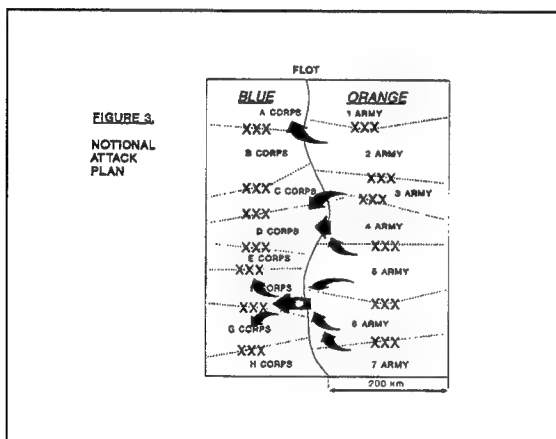 FLOT
FIGURE 3.
NOTIONAL
ATTACK
PLAN
BLUE
ORANGE
A CORPS
1 ARMY
XXX
XXX
B CORPS
2 ARMY
XXX
XXX
C CORPS
3 ARMY
XXX
XXX
D CORPS
4 ARMY
XXX
XXX
E CORPS
XXX
5 ARMY
CORPS
XXX
XXX
G CORPS
6 ARMY
XXX
XXX
H CORPS
7 ARMY
200 km